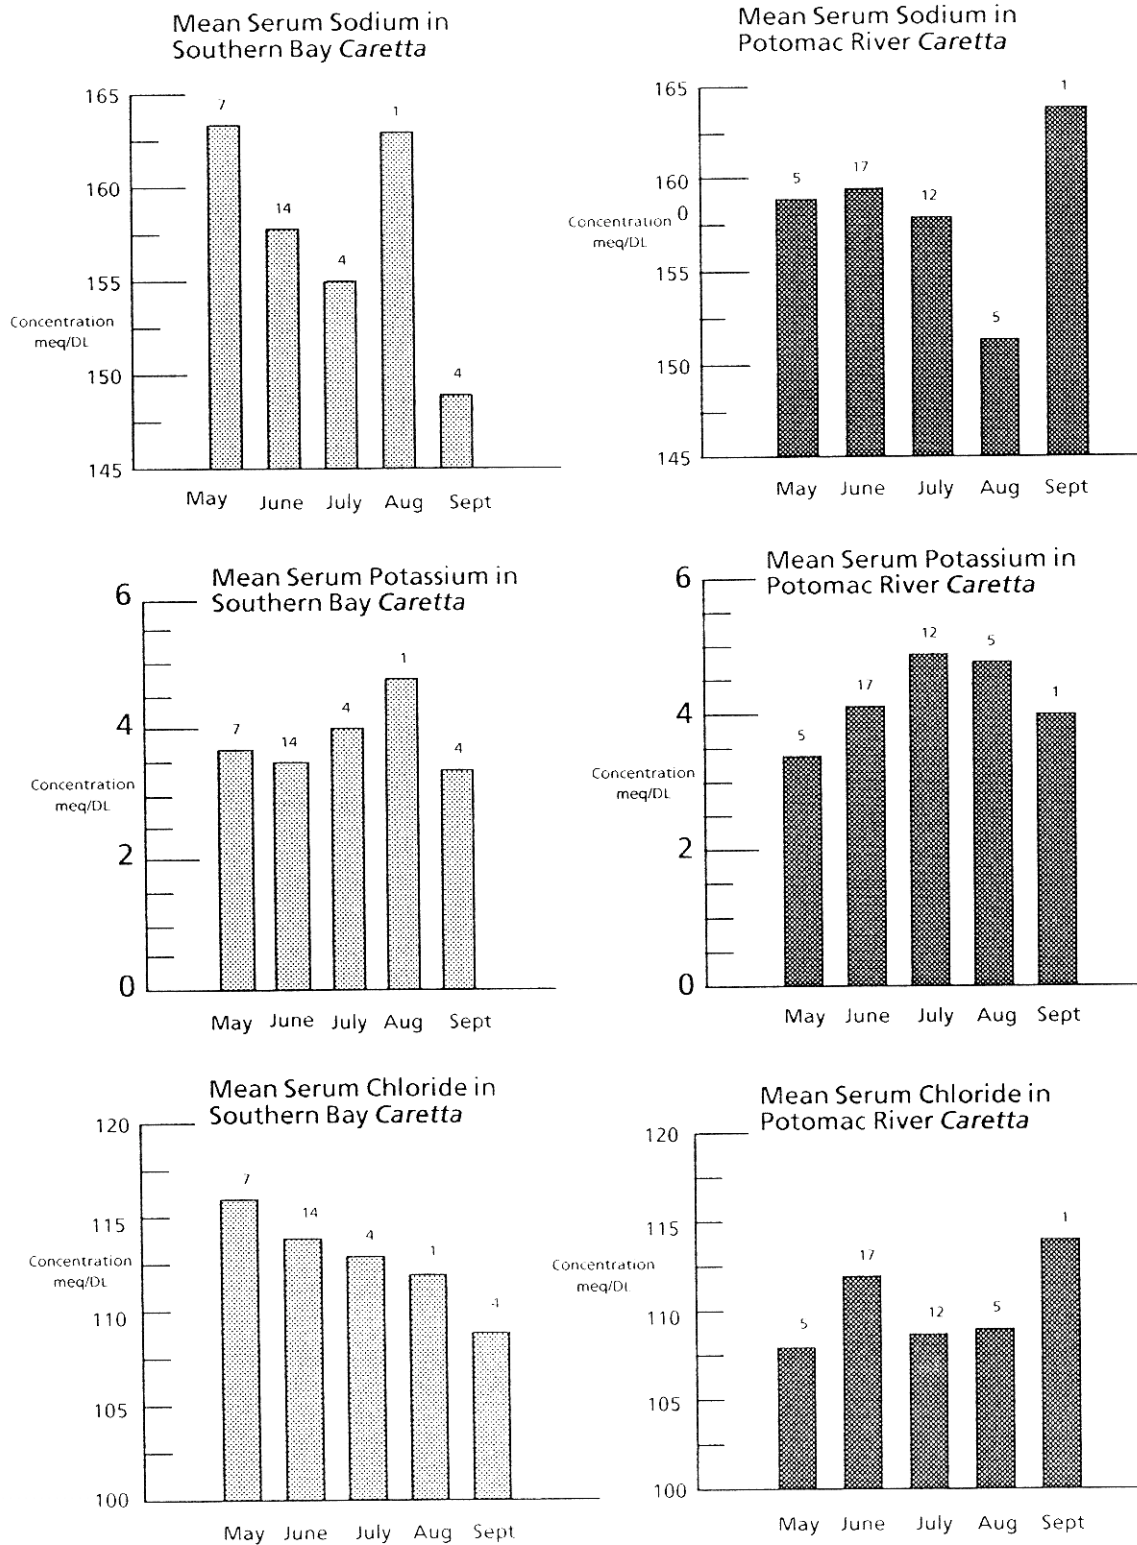 Mean Serum Sodium in
Southern Bay Caretta
165
160
155
150
145
Concentration
meq/DL
7
14
4
1
4
May June July Aug Sept
Mean Serum Sodium in
Potomac River Caretta
165
160
0
155
150
145
Concentration
meq/DL
5
17
12
5
1
May June July Aug Sept
Mean Serum Potassium in
Southern Bay Caretta
6
4
2
0
Concentration
meq/DL
7
14
4
1
4
May June July Aug Sept
Mean Serum Potassium in
Potomac River Caretta
6
4
2
0
Concentration
meq/DL
5
17
12
5
1
May June July Aug Sept
Mean Serum Chloride in
Southern Bay Caretta
120
115
110
105
100
Concentration
meq/DL
7
14
4
1
4
May June July Aug Sept
Mean Serum Chloride in
Potomac River Caretta
120
115
110
105
100
Concentration
meq/DL
5
17
12
5
1
May June July Aug Sept